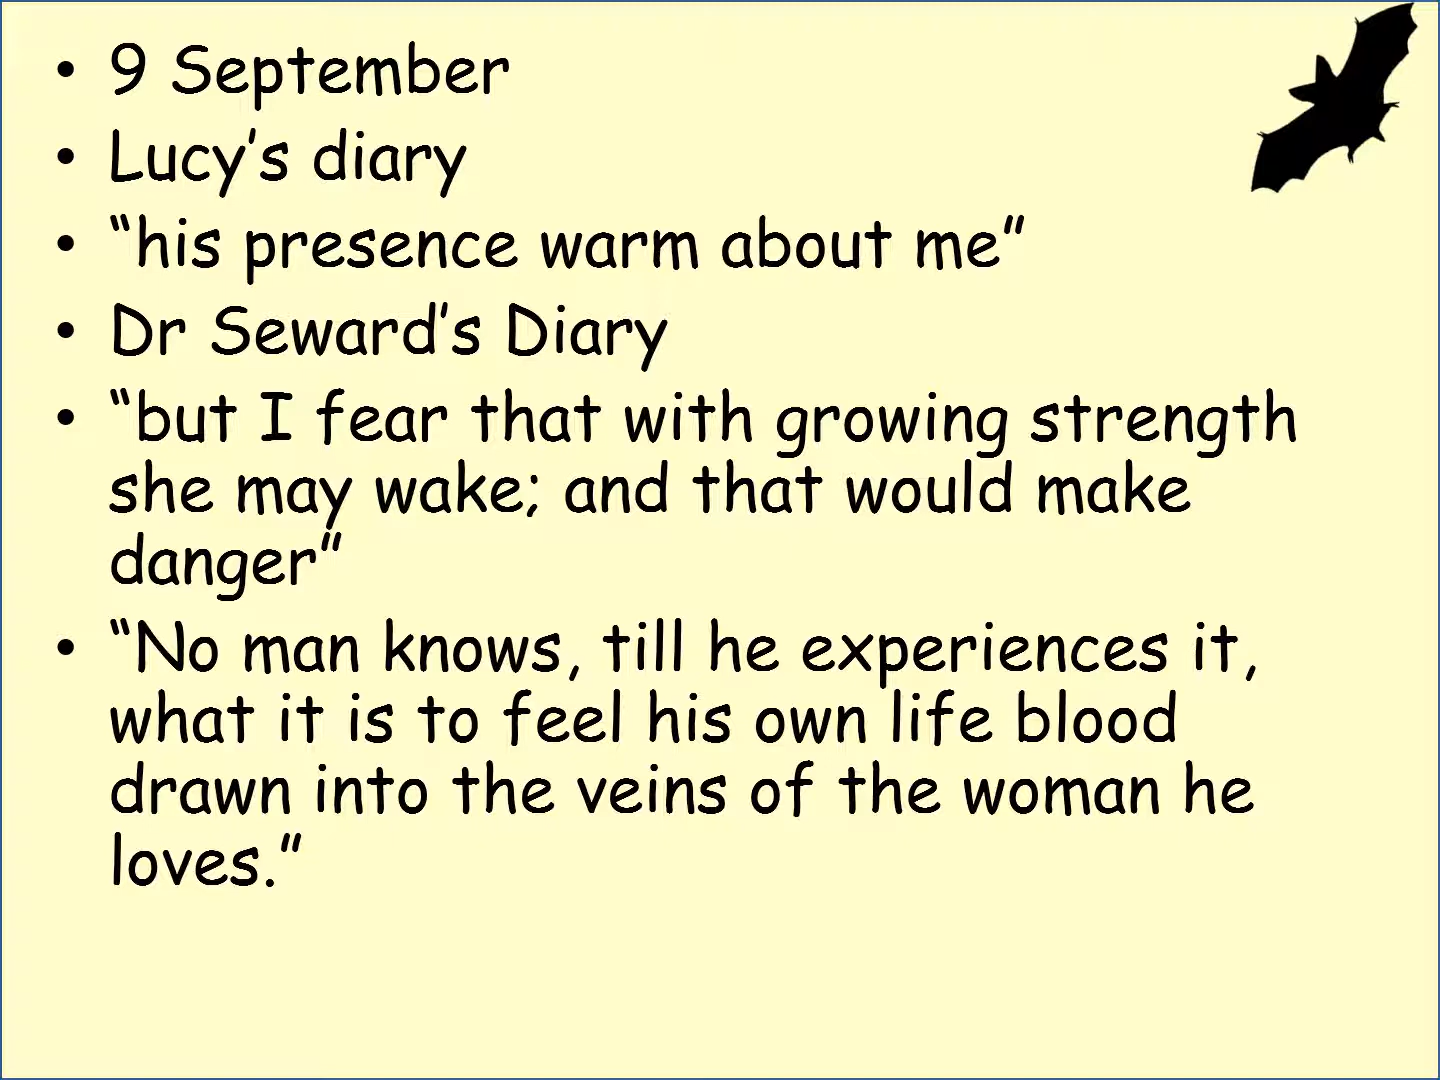 • 9 September
• Lucy’s diary
• “his presence warm about me”
• Dr Seward’s Diary
• “but I fear that with growing strength
she may wake; and that would make
danger”
• “No man knows, till he experiences it,
what it is to feel his own life blood
drawn into the veins of the woman he
loves.”